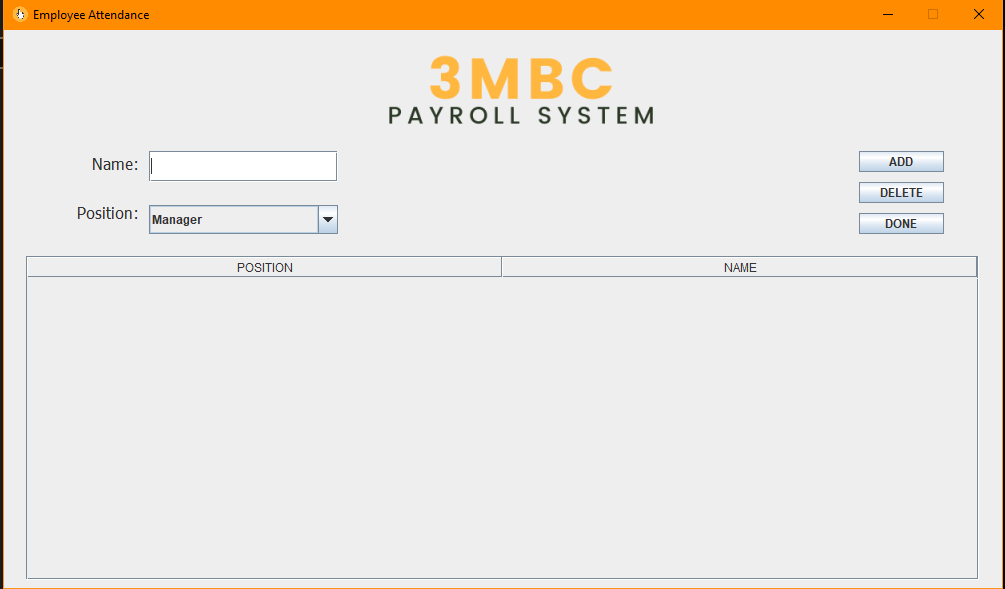 Employee Attendance
3MBC
PAYROLL SYSTEM
Name:
ADD
DELETE
Position: Manager
DONE
POSITION NAME